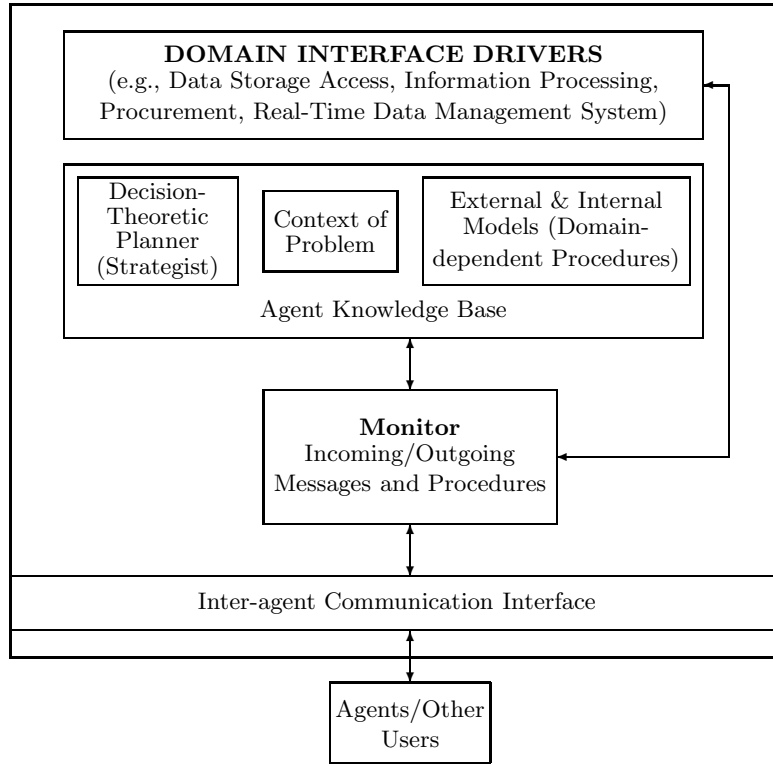 DOMAIN INTERFACE DRIVERS
(e.g., Data Storage Access, Information Processing,
Procurement, Real-Time Data Management System)
Decision-
Theoretic
Planner
(Strategist)
Context of
Problem
External & Internal
Models (Domain-
dependent Procedures)
Agent Knowledge Base
Monitor
Incoming/Outgoing
Messages and Procedures
Inter-agent Communication Interface
Agents/Other
Users